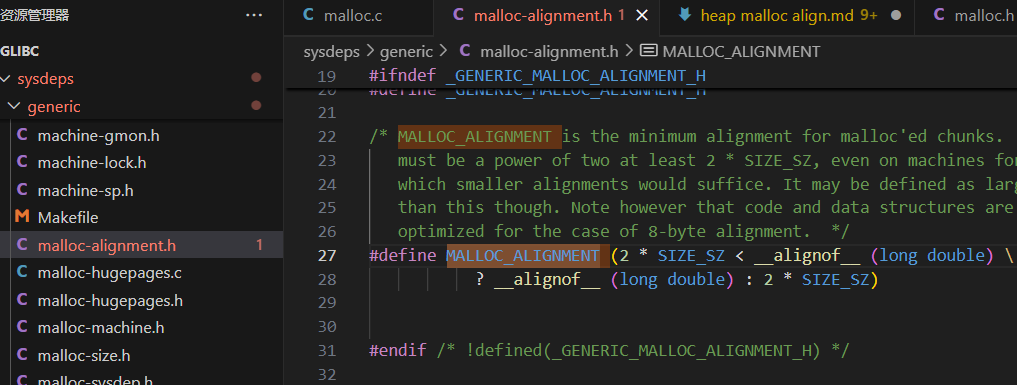 资源管理器 ···
GLIBC
sysdeps
generic
C machine-gmon.h
C machine-lock.h
C machine-sp.h
M Makefile
C malloc-alignment.h 1
C malloc-hugepages.c
C malloc-hugepages.h
C malloc-machine.h
C malloc-size.h
C malloc-sysdep.h
C malloc.c
C malloc-alignment.h 1
heap malloc align.md 9+
C malloc.h
sysdeps > generic > C malloc-alignment.h > MALLOC_ALIGNMENT
19 #ifndef _GENERIC_MALLOC_ALIGNMENT_H
20 #define _GENERIC_MALLOC_ALIGNMENT_H
21
22 /* MALLOC_ALIGNMENT is the minimum alignment for malloc'ed chunks.
23 must be a power of two at least 2 * SIZE_SZ, even on machines for
24 which smaller alignments would suffice. It may be defined as larg
25 than this though. Note however that code and data structures are
26 optimized for the case of 8-byte alignment. */
27 #define MALLOC_ALIGNMENT (2 * SIZE_SZ < __alignof__ (long double) \
28 ? __alignof__ (long double) : 2 * SIZE_SZ)
29
30
31 #endif /* !defined(_GENERIC_MALLOC_ALIGNMENT_H) */
32